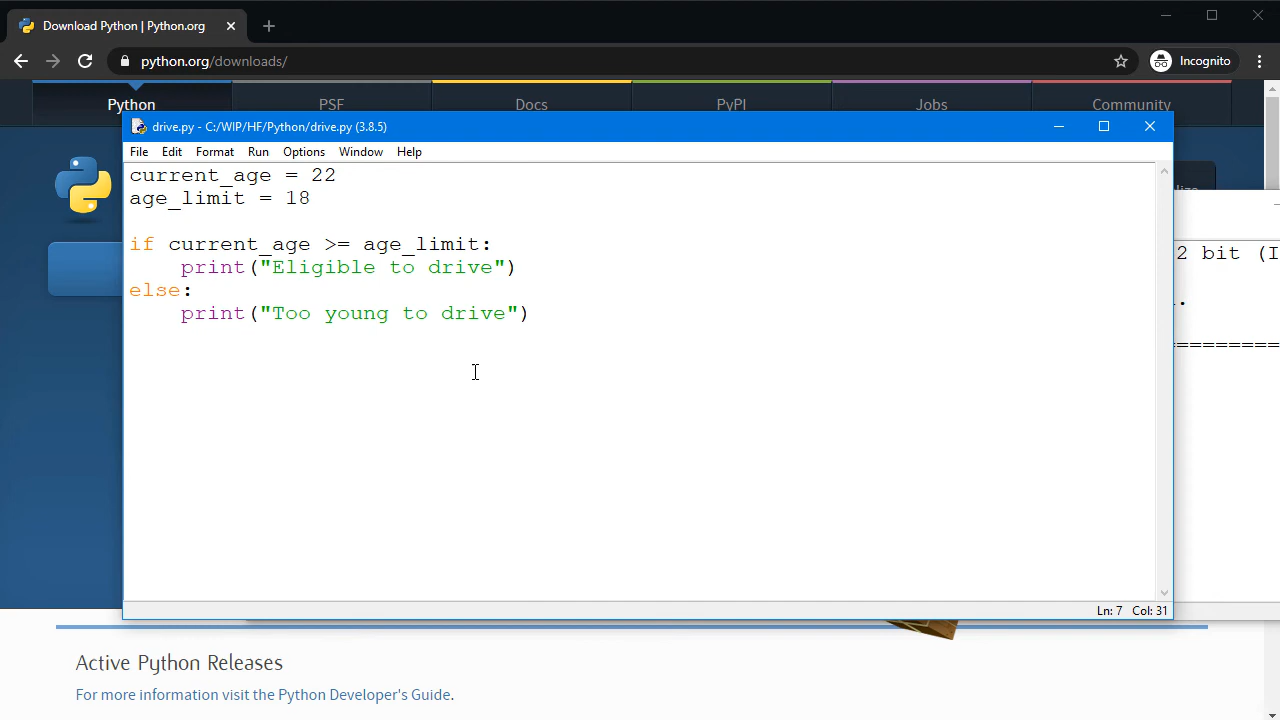 Download Python | Python.org
python.org/downloads/
Incognito
Python PSF Docs PyPI Jobs Community
drive.py - C:/WIP/HF/Python/drive.py (3.8.5)
File Edit Format Run Options Window Help
current_age = 22
age_limit = 18
if current_age >= age_limit:
    print("Eligible to drive")
else:
    print("Too young to drive")
2 bit (I
.
==========
Ln: 7 Col: 31
Active Python Releases
For more information visit the Python Developer's Guide.